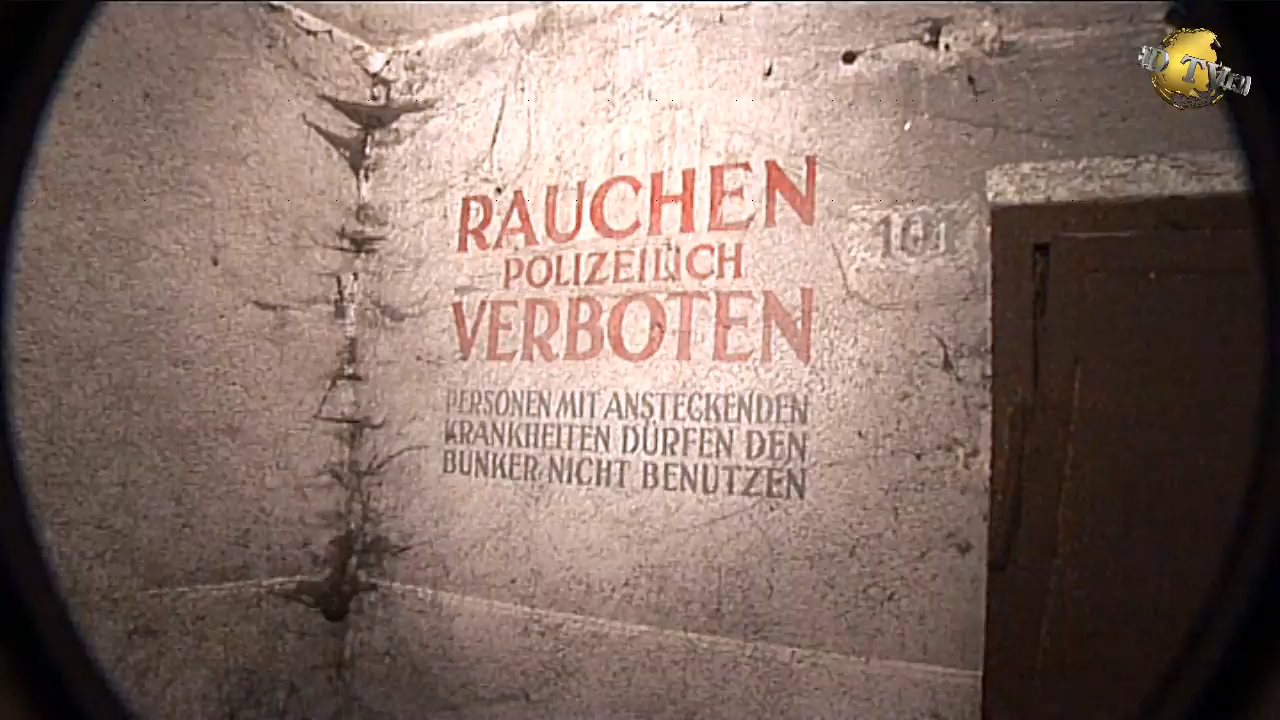 RAUCHEN
POLIZEILICH
VERBOTEN
PERSONEN MIT ANSTECKENDEN
KRANKHEITEN DÜRFEN DEN
BUNKER NICHT BENUTZEN
101